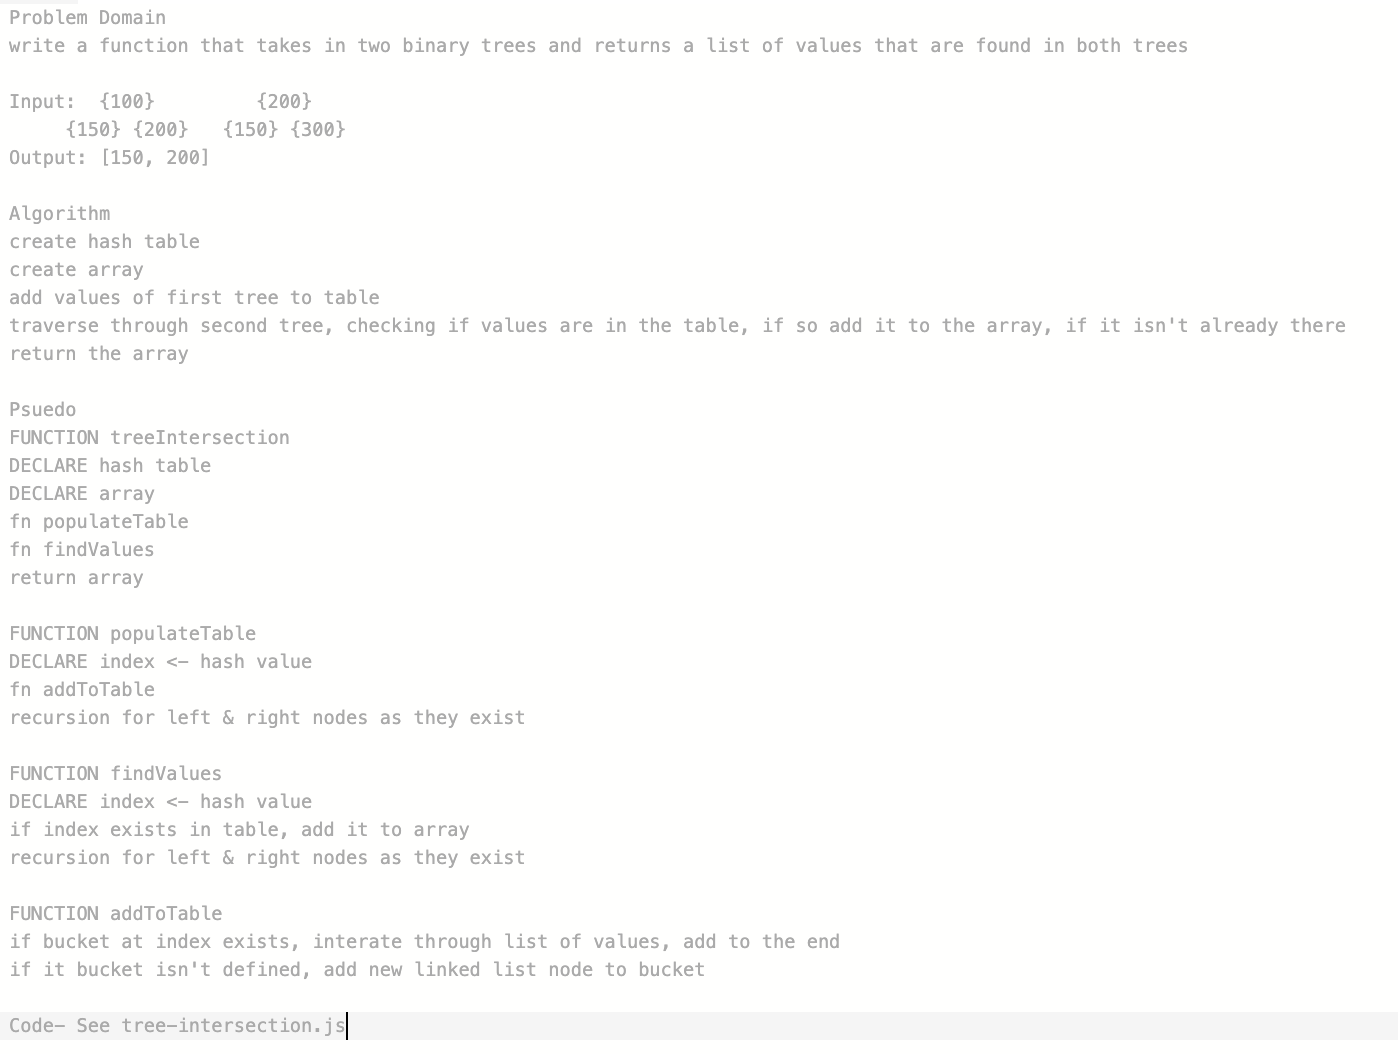 Problem Domain
write a function that takes in two binary trees and returns a list of values that are found in both trees
Input:  {100}         {200}
     {150} {200}   {150} {300}
Output: [150, 200]
Algorithm
create hash table
create array
add values of first tree to table
traverse through second tree, checking if values are in the table, if so add it to the array, if it isn't already there
return the array
Psuedo
FUNCTION treeIntersection
DECLARE hash table
DECLARE array
fn populateTable
fn findValues
return array
FUNCTION populateTable
DECLARE index <- hash value
fn addToTable
recursion for left & right nodes as they exist
FUNCTION findValues
DECLARE index <- hash value
if index exists in table, add it to array
recursion for left & right nodes as they exist
FUNCTION addToTable
if bucket at index exists, interate through list of values, add to the end
if it bucket isn't defined, add new linked list node to bucket
Code- See tree-intersection.js